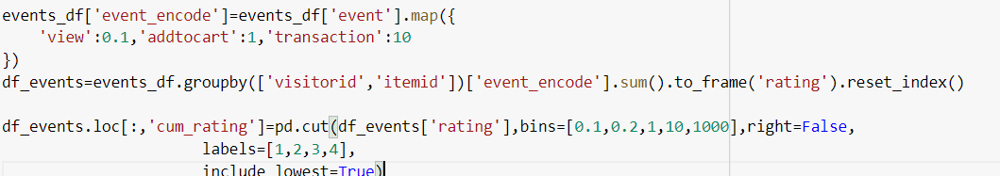 events_df['event_encode']=events_df['event'].map({
    'view':0.1,'addtocart':1,'transaction':10
})
df_events=events_df.groupby(['visitorid','itemid'])['event_encode'].sum().to_frame('rating').reset_index()
df_events.loc[:,'cum_rating']=pd.cut(df_events['rating'],bins=[0.1,0.2,1,10,1000],right=False,
                         labels=[1,2,3,4],
                         include_lowest=True)